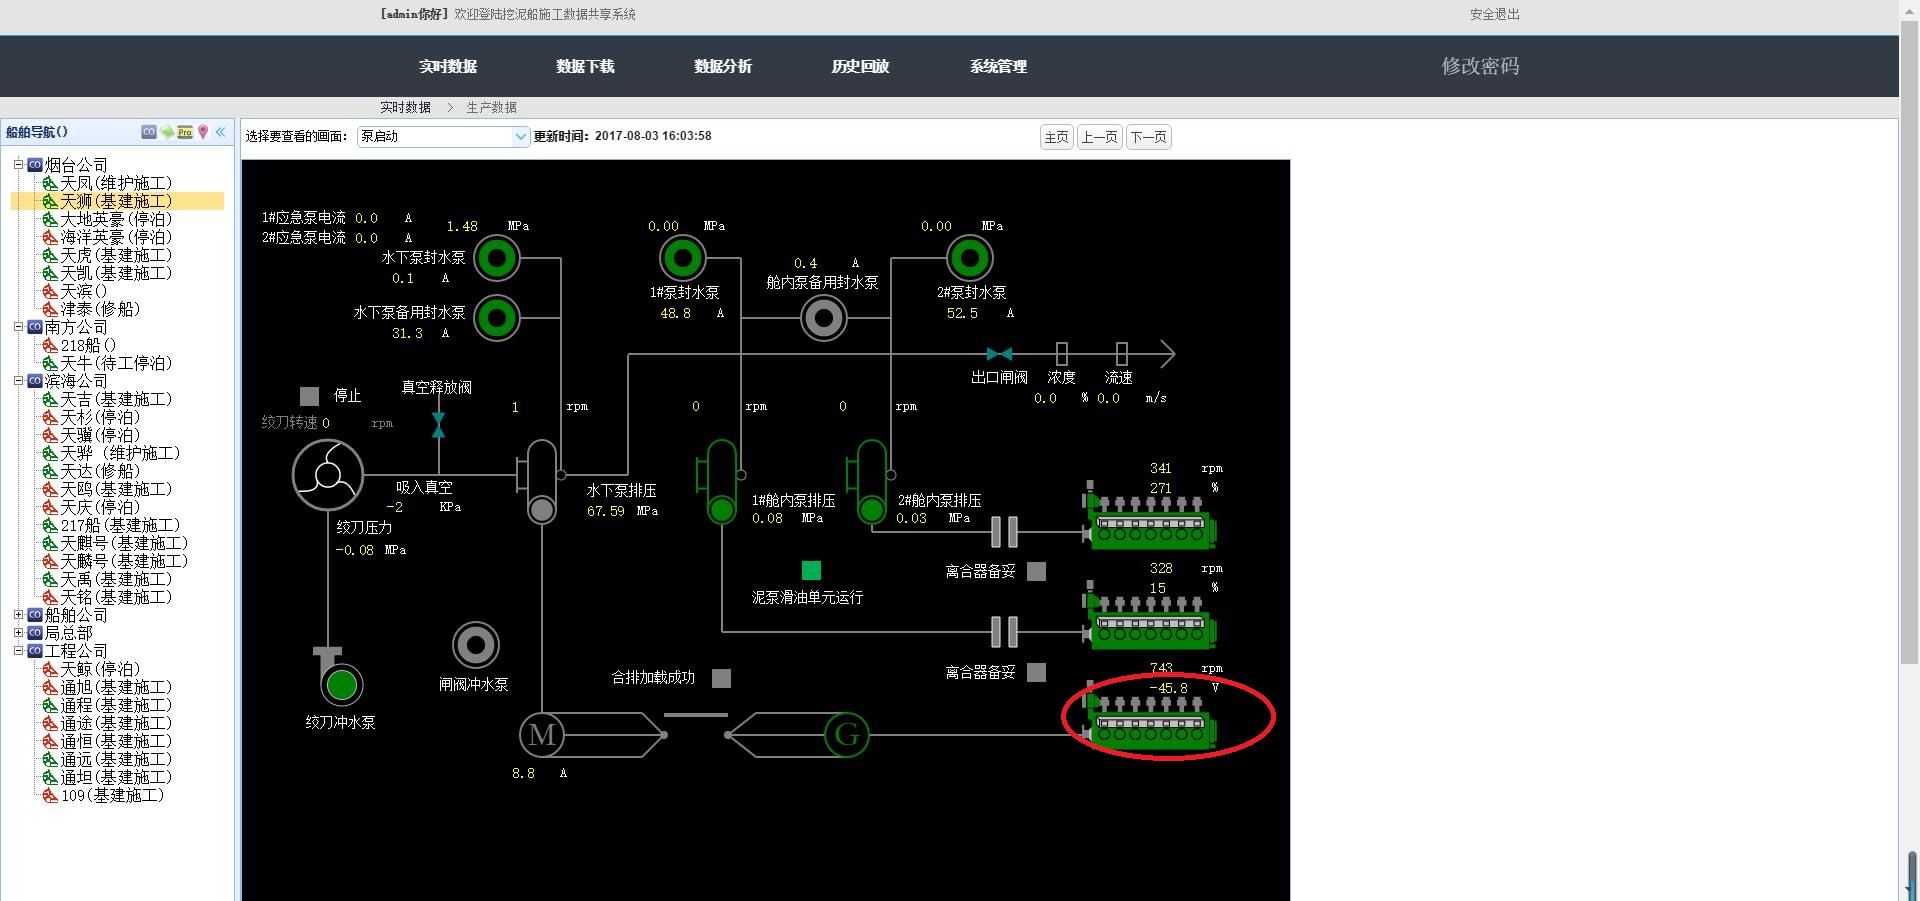 [admin你好] 欢迎登陆挖泥船施工数据共享系统
安全退出
实时数据 数据下载 数据分析 历史回放 系统管理
修改密码
实时数据 > 生产数据
船舶导航()
CO Pro
选择要查看的画面: 泵启动 更新时间: 2017-08-03 16:03:58
主页 上一页 下一页
CO 烟台公司
天凤(维护施工)
天狮(基建施工)
大地英豪(停泊)
海洋英豪(停泊)
天虎(基建施工)
天凯(基建施工)
天滨()
津泰(修船)
CO 南方公司
218船()
天牛(待工停泊)
CO 滨海公司
天吉(基建施工)
天杉(停泊)
天骥(停泊)
天骅 (维护施工)
天达(修船)
天鸥(基建施工)
天庆(停泊)
217船(基建施工)
天麒号(基建施工)
天麟号(基建施工)
天禹(基建施工)
天铭(基建施工)
CO 船舶公司
CO 局总部
CO 工程公司
天鲸(停泊)
通旭(基建施工)
通程(基建施工)
通途(基建施工)
通恒(基建施工)
通远(基建施工)
通坦(基建施工)
109(基建施工)
1#应急泵电流 0.0 A
2#应急泵电流 0.0 A
1.48 MPa
水下泵封水泵
0.1 A
水下泵备用封水泵
31.3 A
0.00 MPa
1#泵封水泵
48.8 A
0.4 A
舱内泵备用封水泵
0.00 MPa
2#泵封水泵
52.5 A
出口闸阀 浓度 流速
0.0 % 0.0 m/s
停止
绞刀转速 0 rpm
真空释放阀
1 rpm
0 rpm
0 rpm
吸入真空
-2 KPa
绞刀压力
-0.08 MPa
水下泵排压
67.59 MPa
1#舱内泵排压
0.08 MPa
2#舱内泵排压
0.03 MPa
341 rpm
271 %
离合器备妥
328 rpm
15 %
泥泵滑油单元运行
离合器备妥
743 rpm
-45.8 V
闸阀冲水泵
合排加载成功
绞刀冲水泵
M
G
8.8 A